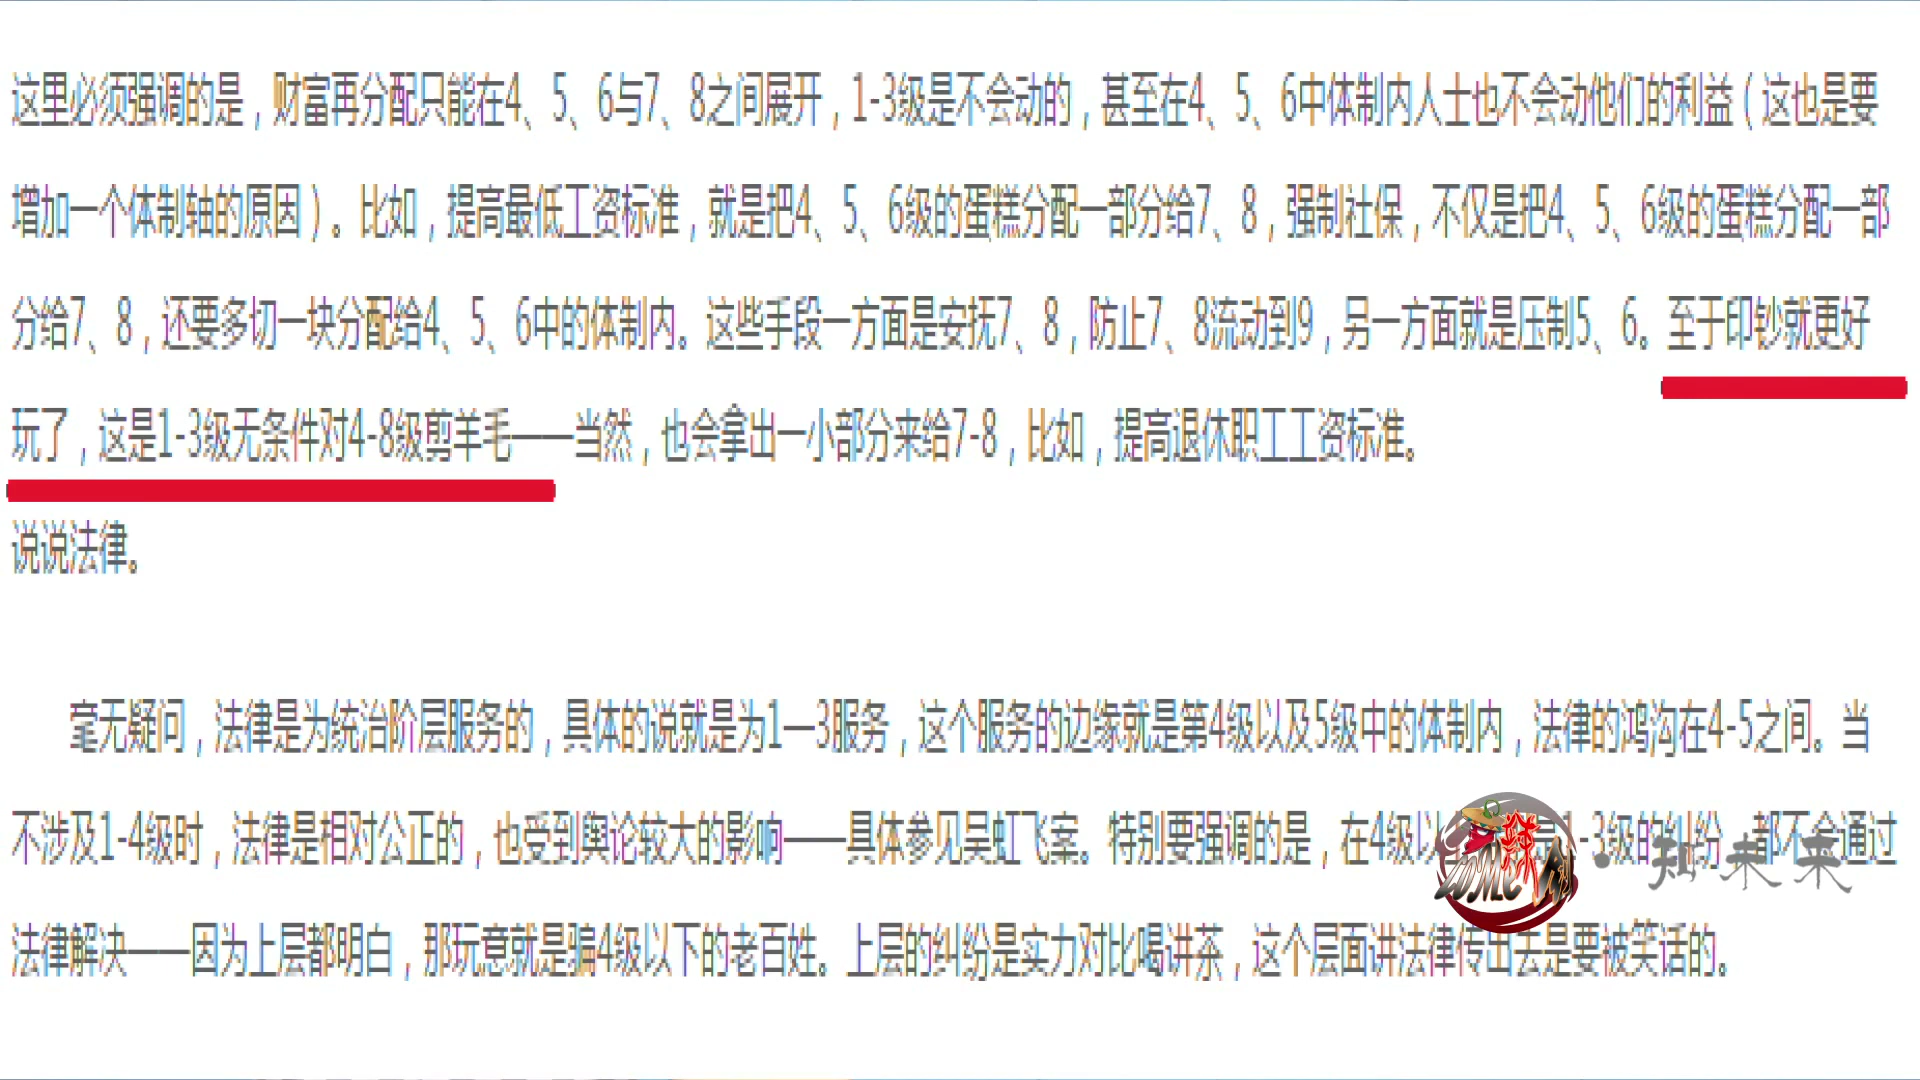 这里必须强调的是，财富再分配只能在4、5、6与7、8之间展开，1-3级是不会动的，甚至在4、5、6中体制内人士也不会动他们的利益（这也是要
增加一个体制轴的原因）。比如，提高最低工资标准，就是把4、5、6级的蛋糕分配一部分给7、8，强制社保，不仅是把4、5、6级的蛋糕分配一部
分给7、8，还要多切一块分配给4、5、6中的体制内。这些手段一方面是安抚7、8，防止7、8流动到9，另一方面就是压制5、6。至于印钞就更好
玩了，这是1-3级无条件对4-8级剪羊毛——当然，也会拿出一小部分来给7-8，比如，提高退休职工工资标准。
说说法律。
毫无疑问，法律是为统治阶层服务的，具体的说就是为1—3服务，这个服务的边缘就是第4级以及5级中的体制内，法律的鸿沟在4-5之间。当
不涉及1-4级时，法律是相对公正的，也受到舆论较大的影响——具体参见吴虹飞案。特别要强调的是，在4级以 1-3级的纠纷，都不会通过
法律解决——因为上层都明白，那玩意就是骗4级以下的老百姓。上层的纠纷是实力对比喝讲茶，这个层面讲法律传出去是要被笑话的。
·知未来